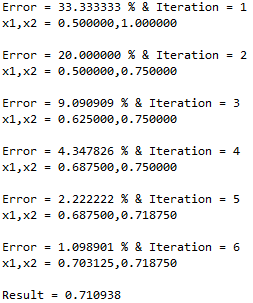 Error = 33.333333 % & Iteration = 1
x1,x2 = 0.500000,1.000000
Error = 20.000000 % & Iteration = 2
x1,x2 = 0.500000,0.750000
Error = 9.090909 % & Iteration = 3
x1,x2 = 0.625000,0.750000
Error = 4.347826 % & Iteration = 4
x1,x2 = 0.687500,0.750000
Error = 2.222222 % & Iteration = 5
x1,x2 = 0.687500,0.718750
Error = 1.098901 % & Iteration = 6
x1,x2 = 0.703125,0.718750
Result = 0.710938